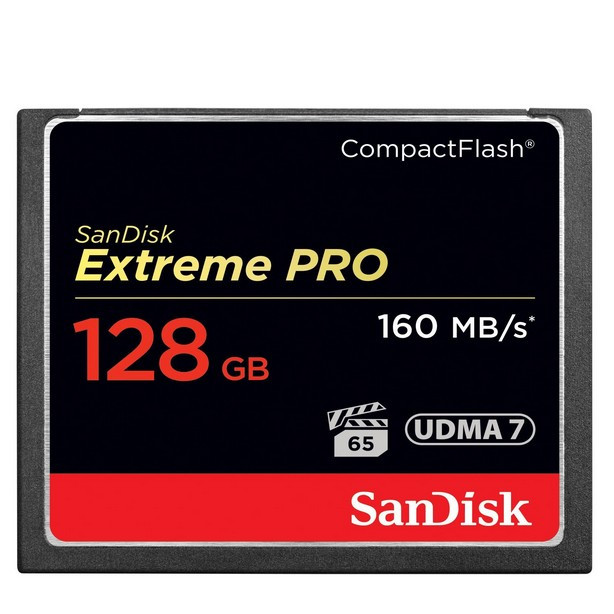 CompactFlash®
SanDisk
Extreme PRO
128 GB
160 MB/s*
65
UDMA 7
SanDisk